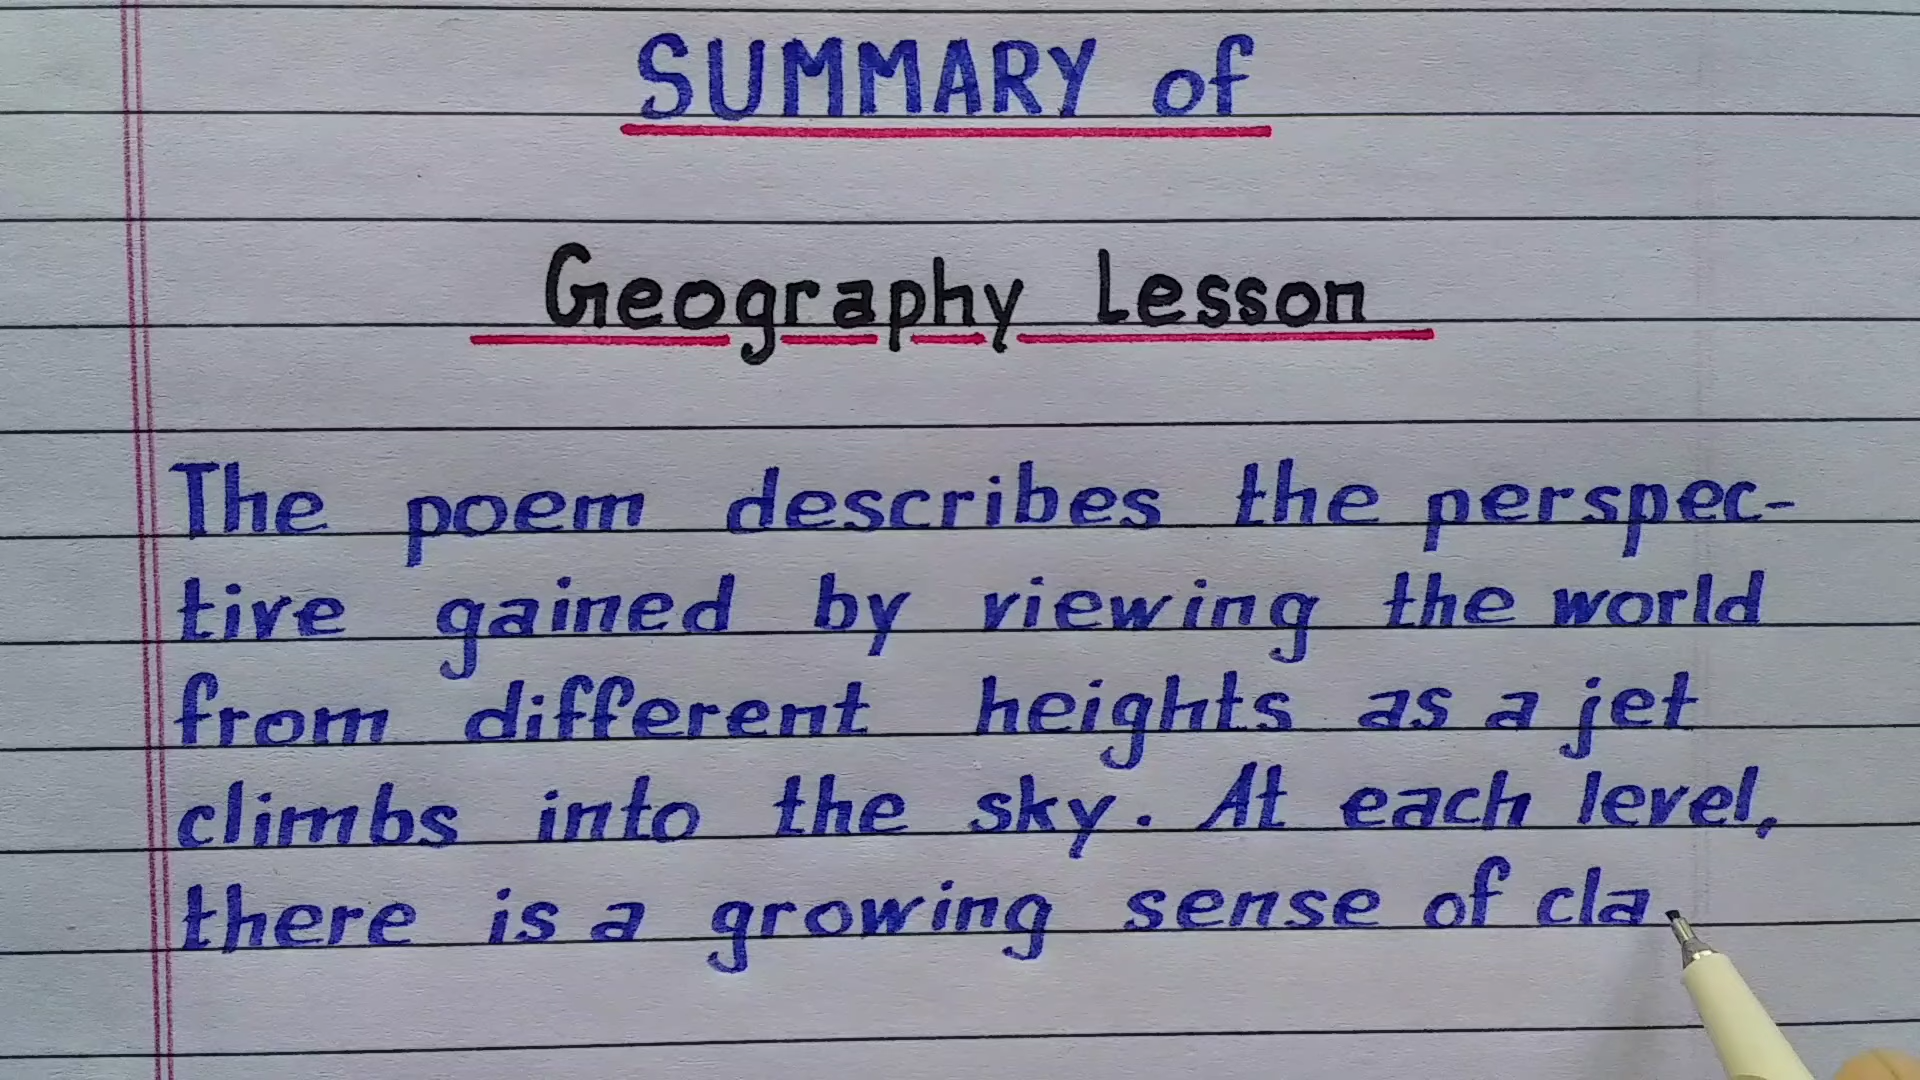 SUMMARY of
Geography Lesson
The poem describes the perspec-
tive gained by viewing the world
from different heights as a jet
climbs into the sky. At each level,
there is a growing sense of cla